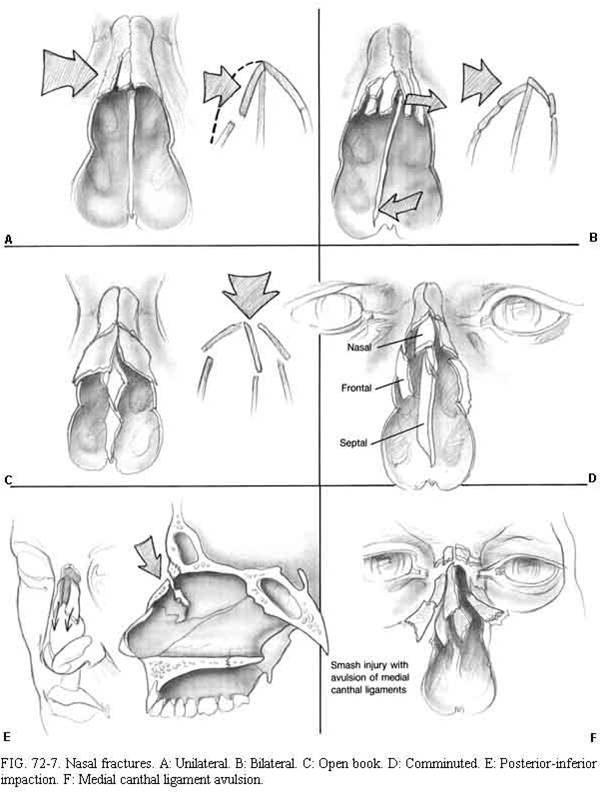 A
B
Nasal
Frontal
Septal
C
D
Smash injury with
avulsion of medial
canthal ligaments
E
F
FIG. 72-7. Nasal fractures. A: Unilateral. B: Bilateral. C: Open book. D: Comminuted. E: Posterior-inferior
impaction. F: Medial canthal ligament avulsion.